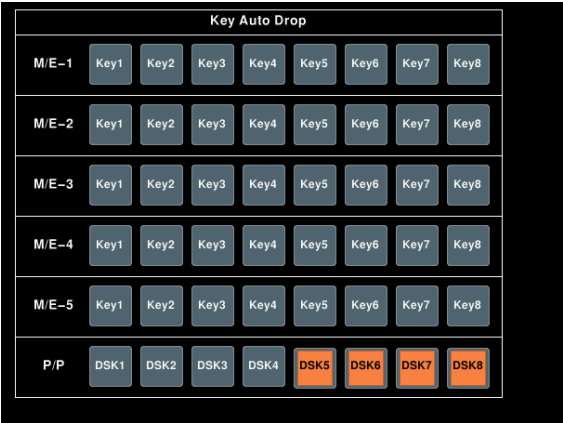 Key Auto Drop
M/E-1 Key1 Key2 Key3 Key4 Key5 Key6 Key7 Key8
M/E-2 Key1 Key2 Key3 Key4 Key5 Key6 Key7 Key8
M/E-3 Key1 Key2 Key3 Key4 Key5 Key6 Key7 Key8
M/E-4 Key1 Key2 Key3 Key4 Key5 Key6 Key7 Key8
M/E-5 Key1 Key2 Key3 Key4 Key5 Key6 Key7 Key8
P/P DSK1 DSK2 DSK3 DSK4 DSK5 DSK6 DSK7 DSK8